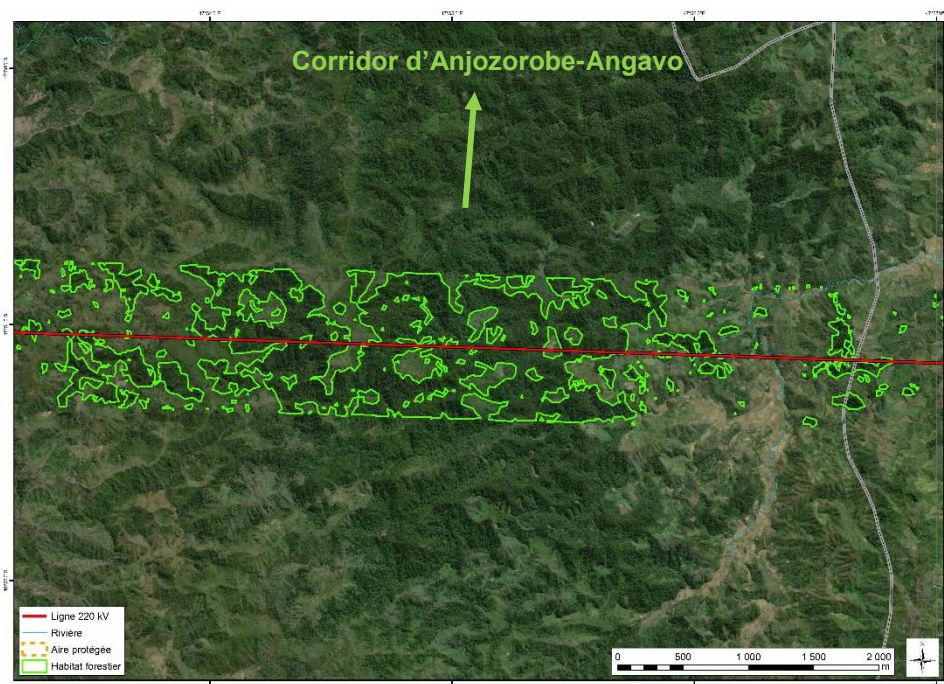 Corridor d'Anjozorobe-Angavo
Ligne 220 kV
Rivière
Aire protégée
Habitat forestier
0 500 1 000 1 500 2 000
m